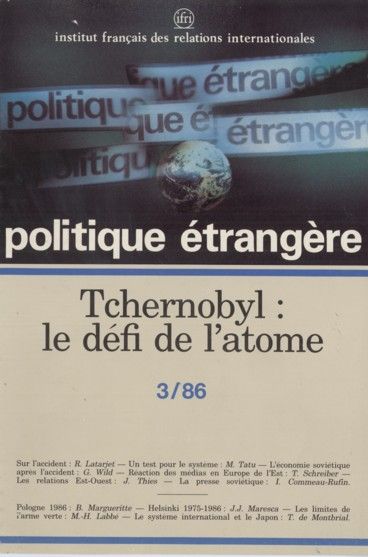 ifri
institut français des relations internationales
politique étrangère
politique
que é
étrangère
politiqu
politique étrangère
Tchernobyl :
le défi de l'atome
3/86
Sur l'accident : R. Latarjet — Un test pour le système : M. Tatu — L'économie soviétique
après l'accident : G. Wild — Réaction des médias en Europe de l'Est : T. Schreiber —
Les relations Est-Ouest : J. Thies — La presse soviétique : I. Commeau-Rufin.
Pologne 1986 : B. Margueritte — Helsinki 1975-1986 : J.J. Maresca — Les limites de
l'arme verte : M.-H. Labbé — Le système international et le Japon : T. de Montbrial.